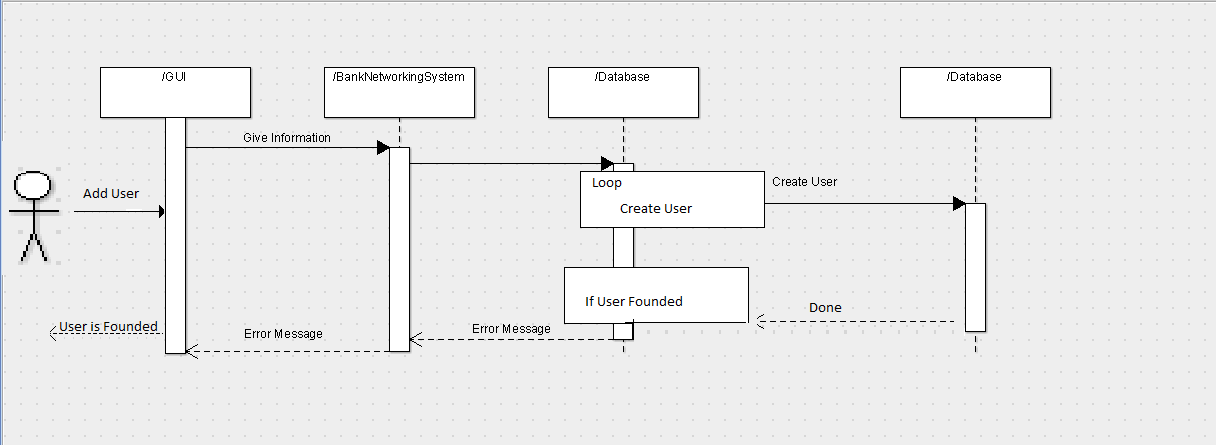 /GUI
/BankNetworkingSystem
/Database
/Database
Give Information
Add User
Loop
Create User
Create User
If User Founded
Done
User is Founded
Error Message
Error Message